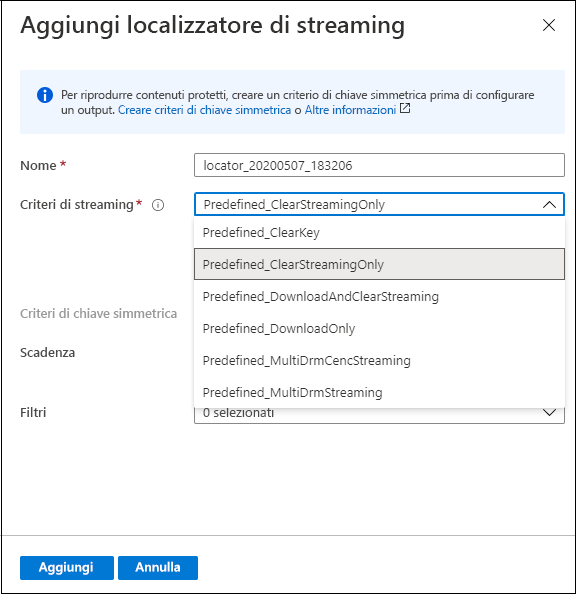 Aggiungi localizzatore di streaming
Per riprodurre contenuti protetti, creare un criterio di chiave simmetrica prima di configurare
un output. Creare criteri di chiave simmetrica o Altre informazioni
Nome *
locator_20200507_183206
Criteri di streaming *
Predefined_ClearStreamingOnly
Predefined_ClearKey
Predefined_ClearStreamingOnly
Predefined_DownloadAndClearStreaming
Criteri di chiave simmetrica
Predefined_DownloadOnly
Scadenza
Predefined_MultiDrmCencStreaming
Predefined_MultiDrmStreaming
Filtri
0 selezionati
Aggiungi
Annulla